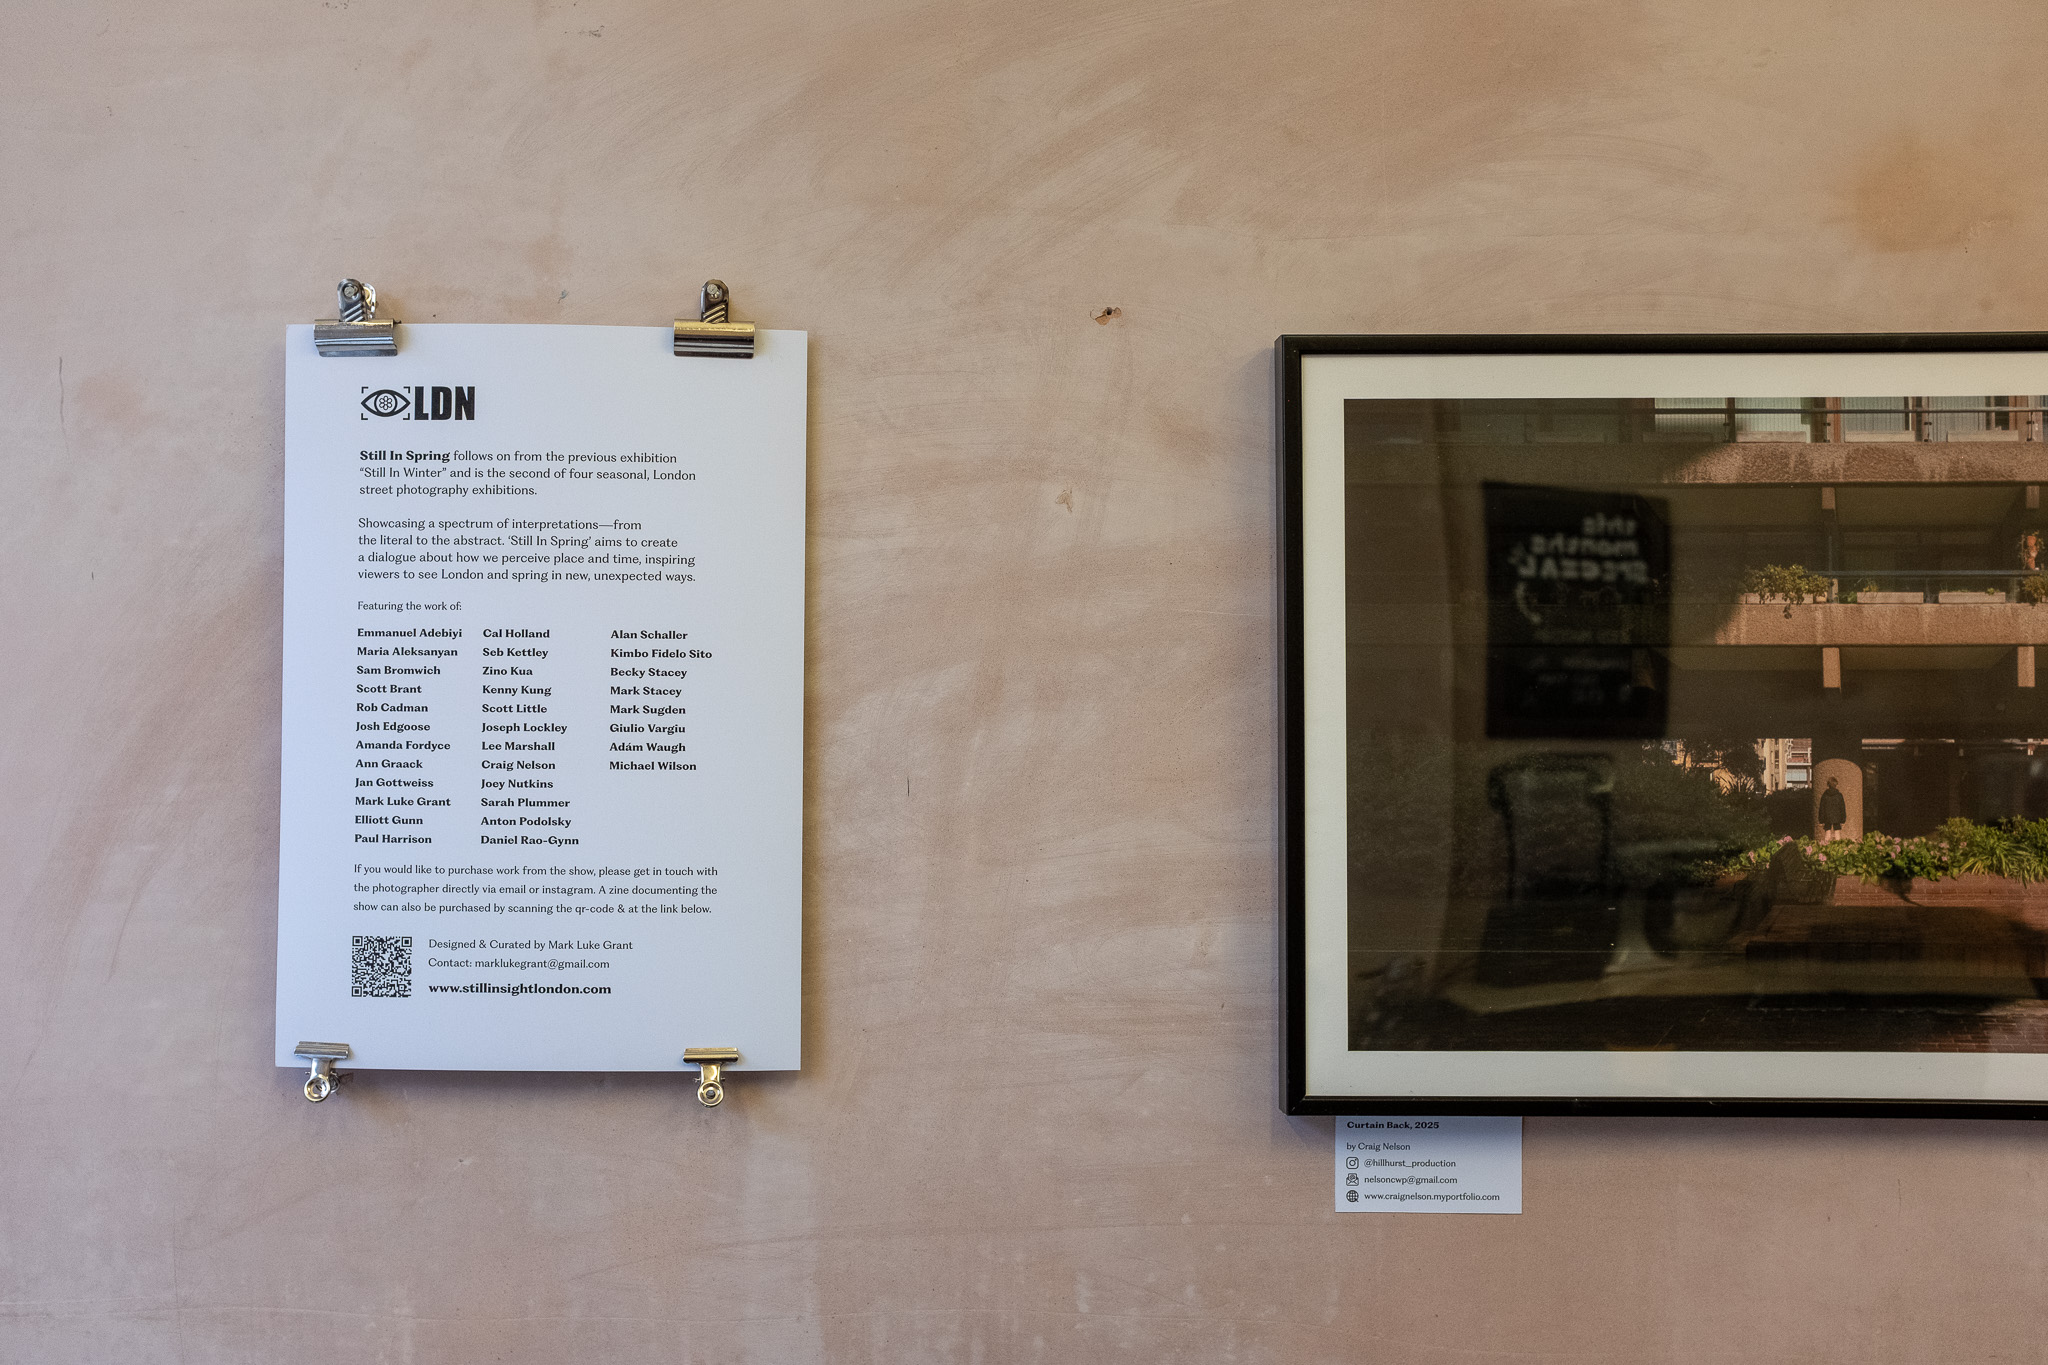 LDN
Still In Spring follows on from the previous exhibition
“Still In Winter” and is the second of four seasonal, London
street photography exhibitions.
Showcasing a spectrum of interpretations—from
the literal to the abstract. ‘Still In Spring’ aims to create
a dialogue about how we perceive place and time, inspiring
viewers to see London and spring in new, unexpected ways.
Featuring the work of:
Emmanuel Adebiyi
Maria Aleksanyan
Sam Bromwich
Scott Brant
Rob Cadman
Josh Edgoose
Amanda Fordyce
Ann Graack
Jan Gottweiss
Mark Luke Grant
Elliott Gunn
Paul Harrison
Cal Holland
Seb Kettley
Zino Kua
Kenny Kung
Scott Little
Joseph Lockley
Lee Marshall
Craig Nelson
Joey Nutkins
Sarah Plummer
Anton Podolsky
Daniel Rao-Gynn
Alan Schaller
Kimbo Fidelo Sito
Becky Stacey
Mark Stacey
Mark Sugden
Giulio Vargiu
Adám Waugh
Michael Wilson
If you would like to purchase work from the show, please get in touch with
the photographer directly via email or instagram. A zine documenting the
show can also be purchased by scanning the qr-code & at the link below.
Designed & Curated by Mark Luke Grant
Contact: marklukegrant@gmail.com
www.stillinsightlondon.com
this
months
SPECIAL
Curtain Back, 2025
by Craig Nelson
@hillhurst_production
nelsoncwp@gmail.com
www.craignelson.myportfolio.com